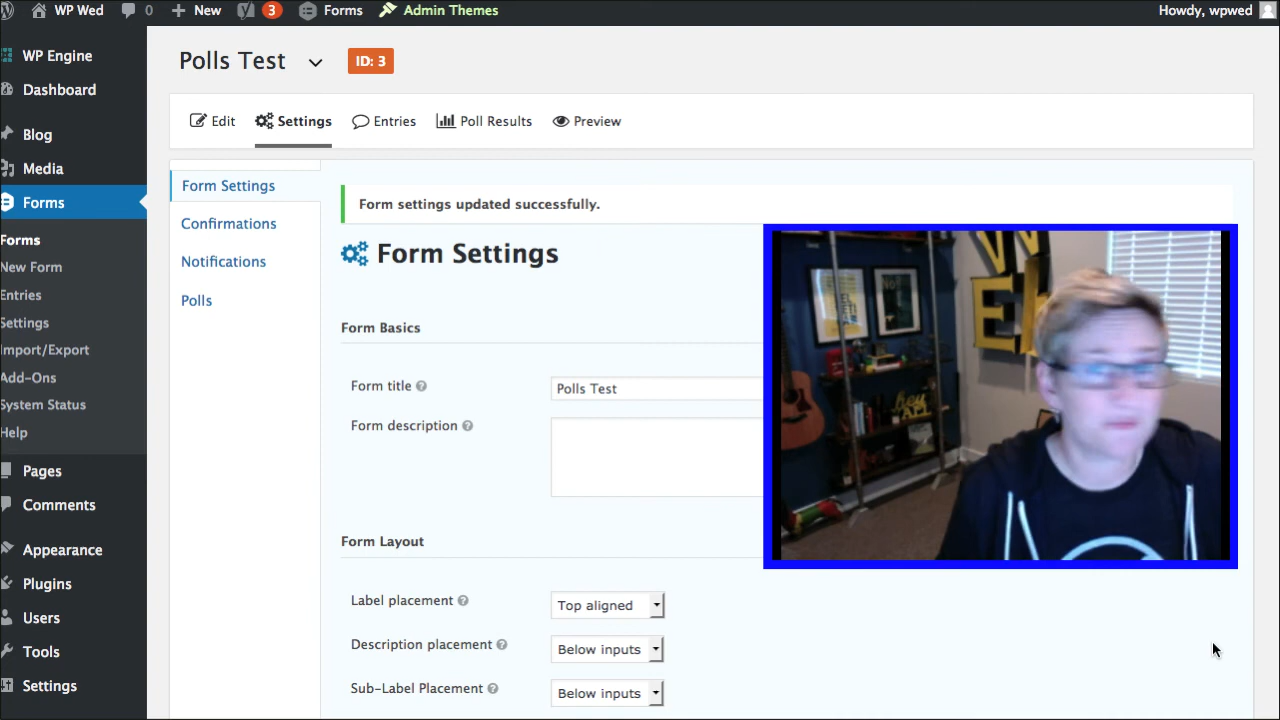 WP Wed 0 + New 3 Forms Admin Themes Howdy, wpwed
WP Engine
Dashboard
Blog
Media
Forms
Forms
New Form
Entries
Settings
Import/Export
Add-Ons
System Status
Help
Pages
Comments
Appearance
Plugins
Users
Tools
Settings
Polls Test ID: 3
Edit Settings Entries Poll Results Preview
Form Settings
Confirmations
Notifications
Polls
Form settings updated successfully.
Form Settings
Form Basics
Form title Polls Test
Form description
Form Layout
Label placement Top aligned
Description placement Below inputs
Sub-Label Placement Below inputs